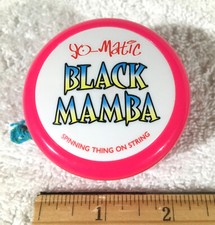 Yo-Matic
BLACK
MAMBA
SPINNING THING ON STRING
1
2